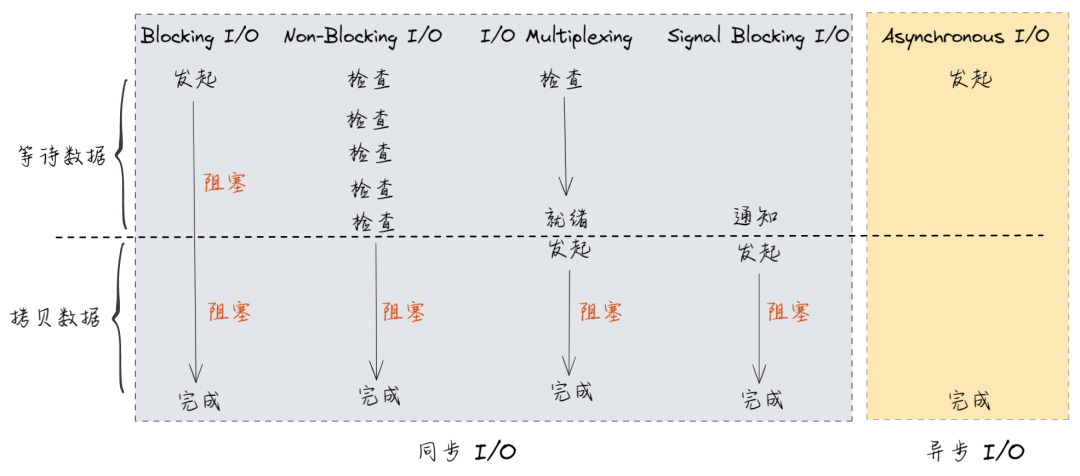 Blocking I/O Non-Blocking I/O I/O Multiplexing Signal Blocking I/O Asynchronous I/O
发起 检查 检查 发起
检查
等待数据 检查
阻塞 检查
检查 就绪 通知
发起 发起
拷贝数据 阻塞 阻塞 阻塞 阻塞
完成 完成 完成 完成 完成
同步 I/O 异步 I/O